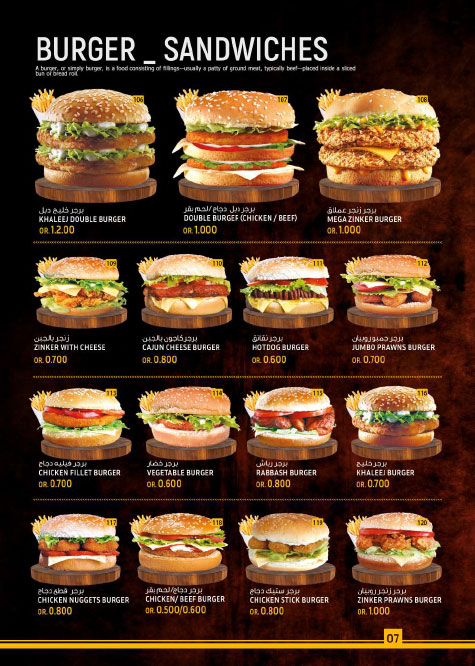 BURGER _ SANDWICHES
A burger, or simply burger, is a food consisting of fillings—usually a patty of ground meat, typically beef—placed inside a sliced
bun or bread roll.
106
107
108
برجر خليج دبل
KHALEEJ DOUBLE BURGER
OR.1.2.00
برجر دبل دجاج/لحم بقر
DOUBLE BURGEF (CHICKEN / BEEF)
OR.1.000
برجر زنجر عملاق
MEGA ZINKER BURGER
OR.1.000
109
110
111
112
زنجر بالجبن
ZINKER WITH CHEESE
OR. 0.700
برجر كاجون بالجبن
CAJUN CHEESE BURGER
OR. 0.800
برجر نقانق
HOTDOG BURGER
OR. 0.600
برجر جمبو روبيان
JUMBO PRAWNS BURGER
OR. 0.700
113
114
115
116
برجر فيليه دجاج
CHICKEN FILLET BURGER
OR. 0.700
برجر خضار
VEGETABLE BURGER
OR. 0.600
برجر رباش
RABBASH BURGER
OR. 0.800
برجر خليج
KHALEEJ BURGER
OR. 0.700
117
118
119
120
برجر قطع دجاج
CHICKEN NUGGETS BURGER
OR. 0.800
برجر دجاج/لحم بقر
CHICKEN/ BEEF BURGER
OR. 0.500/0.600
برجر ستيك دجاج
CHICKEN STICK BURGER
OR. 0.800
برجر زنجر روبيان
ZINKER PRAWNS BURGER
OR. 1.000
07